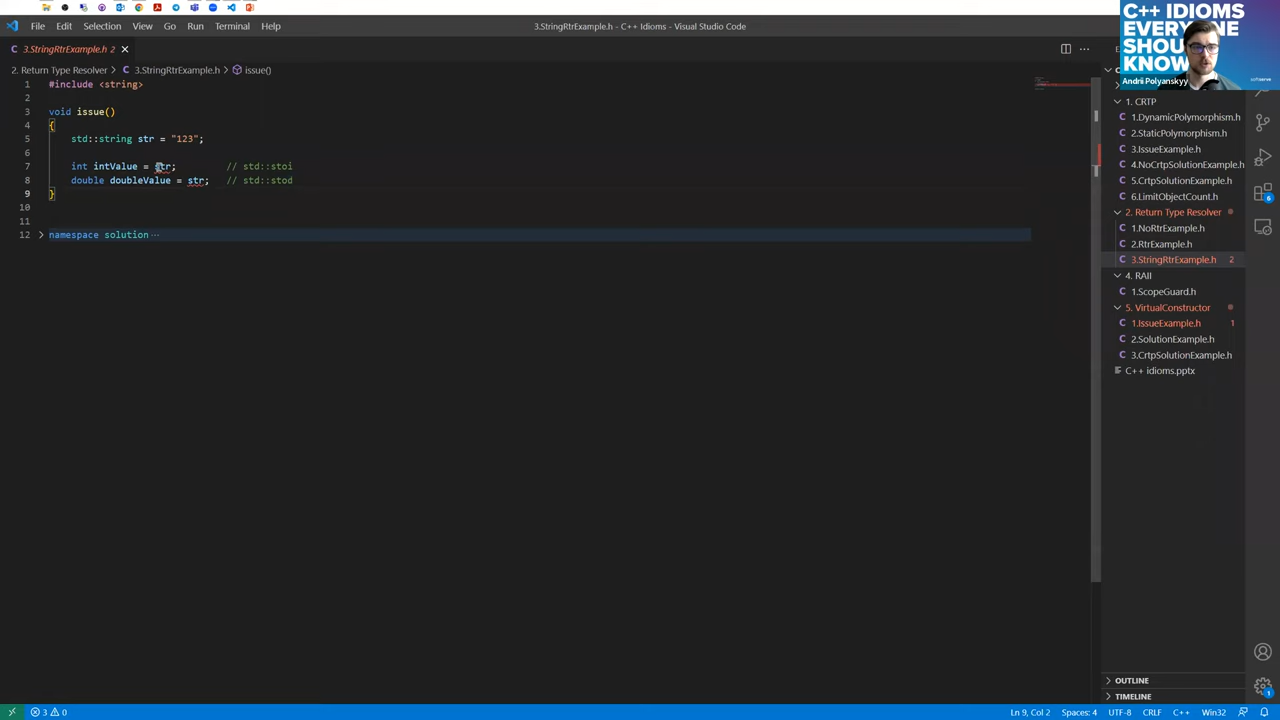 File Edit Selection View Go Run Terminal Help
3.StringRtrExample.h - C++ Idioms - Visual Studio Code
C++ IDIOMS
EVERYONE
SHOULD
KNOW
Andrii Polyanskyy
softserve
3.StringRtrExample.h 2
2. Return Type Resolver > 3.StringRtrExample.h > issue()
1 #include <string>
2
3 void issue()
4 {
5 std::string str = "123";
6
7 int intValue = str; // std::stoi
8 double doubleValue = str; // std::stod
9 }
10
11
12 namespace solution ...
1. CRTP
1.DynamicPolymorphism.h
2.StaticPolymorphism.h
3.IssueExample.h
4.NoCrtpSolutionExample.h
5.CrtpSolutionExample.h
6.LimitObjectCount.h
2. Return Type Resolver
1.NoRtrExample.h
2.RtrExample.h
3.StringRtrExample.h 2
4. RAII
1.ScopeGuard.h
5. VirtualConstructor
1.IssueExample.h 1
2.SolutionExample.h
3.CrtpSolutionExample.h
C++ idioms.pptx
OUTLINE
TIMELINE
6
1
3 0
Ln 9, Col 2 Spaces: 4 UTF-8 CRLF C++ Win32